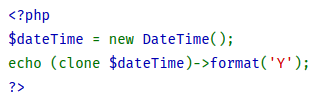 <?php
$dateTime = new DateTime();
echo (clone $dateTime)->format('Y');
?>